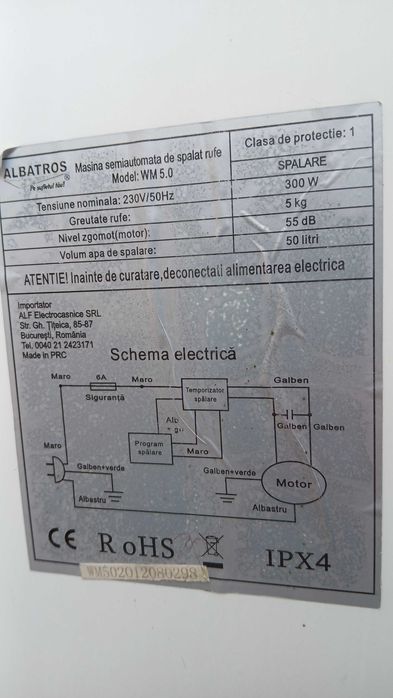 ALBATROS®
Pe sufletul tău!
Masina semiautomata de spalat rufe
Model: WM 5.0
Clasa de protectie: 1
SPALARE
Tensiune nominala: 230V/50Hz
300 W
Greutate rufe:
5 kg
Nivel zgomot(motor):
55 dB
Volum apa de spalare:
50 litri
ATENTIE! Inainte de curatare,deconectati alimentarea electrica
Importator
ALF Electrocasnice SRL
Str. Gh. Țițeica, 85-87
București, România
Tel. 0040 21 2423171
Made in PRC
Schema electrică
Maro
6A
Maro
Siguranță
Temporizator
spălare
Galben
Alb
Galben
Galben
Program
spălare
Maro
Maro
Galben+verde
Galben+verde
Motor
Albastru
Albastru
CE
RoHS
IPX4
WM502012080298